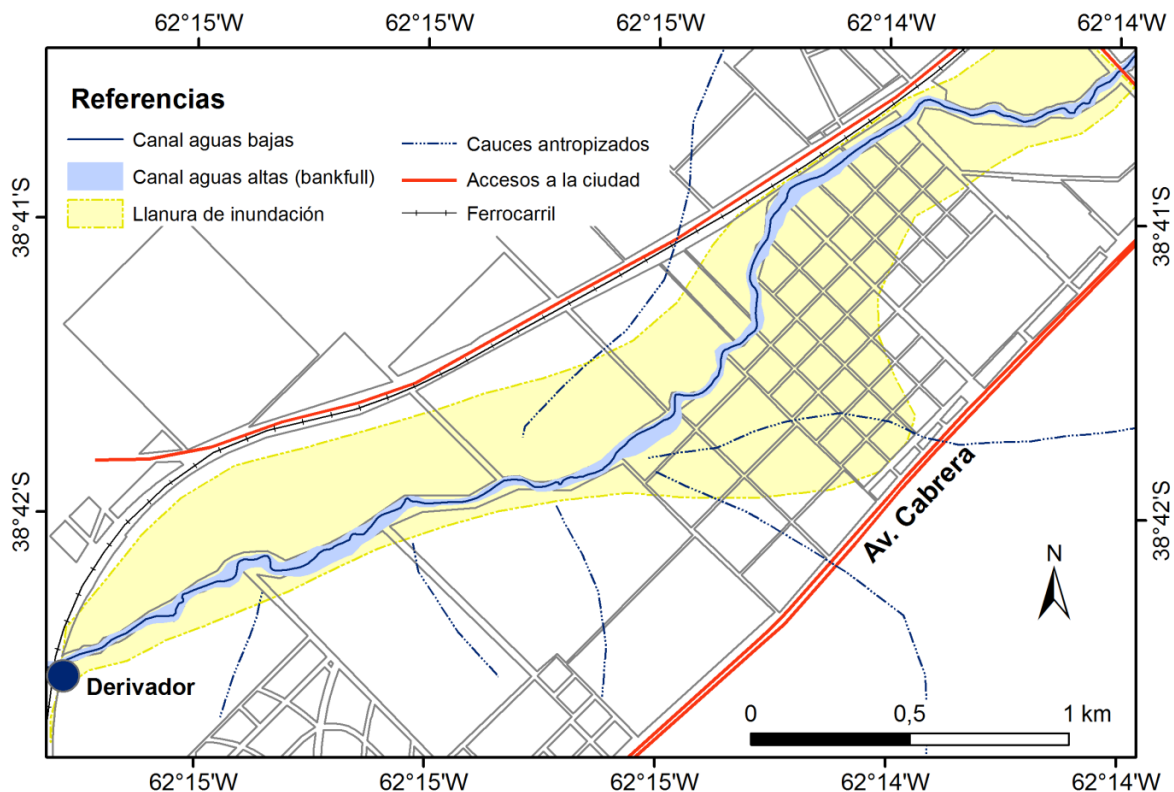 62°15'W 62°15'W 62°15'W 62°14'W 62°14'W
Referencias
Canal aguas bajas
Canal aguas altas (bankfull)
Llanura de inundación
Cauces antropizados
Accesos a la ciudad
Ferrocarril
38°41'S
38°41'S
38°42'S
38°42'S
Av. Cabrera
N
Derivador
0 0,5 1 km
62°15'W 62°15'W 62°15'W 62°14'W 62°14'W